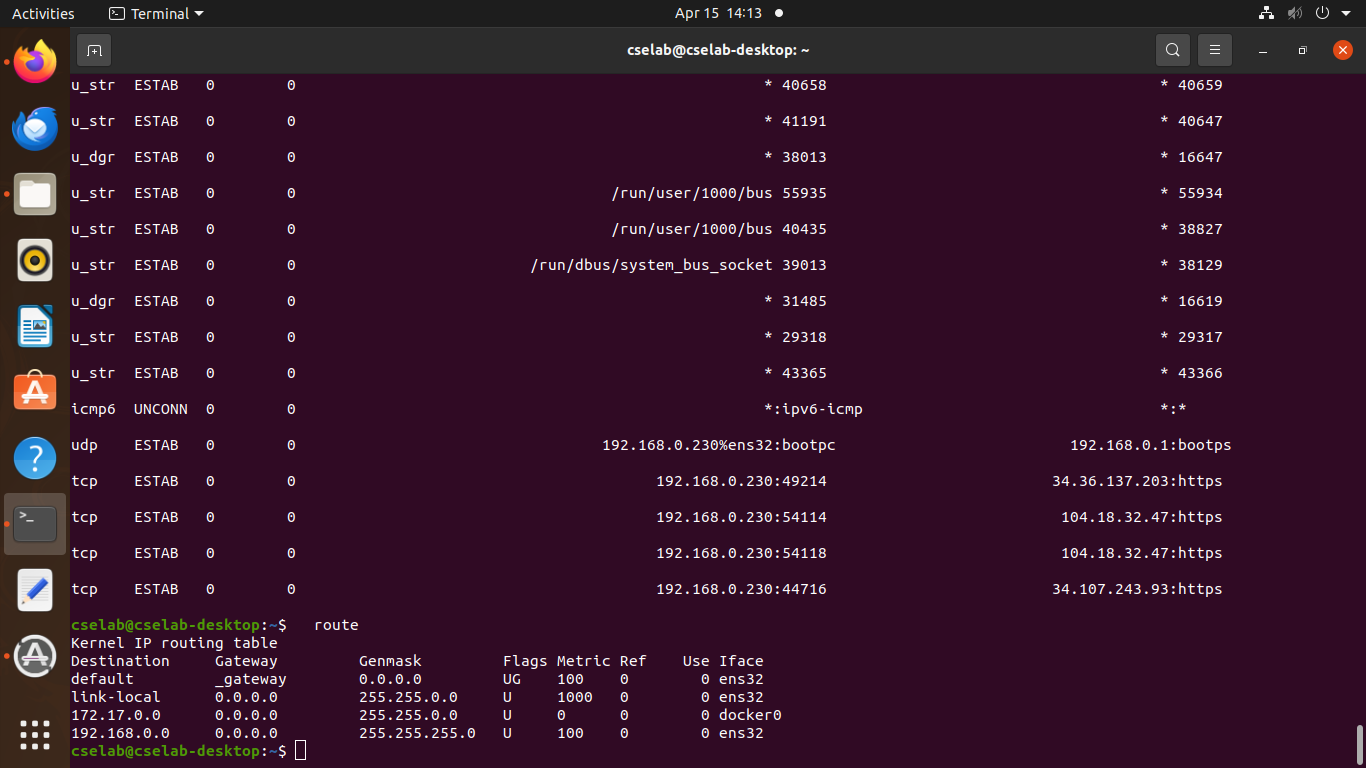 Activities Terminal Apr 15 14:13
cselab@cselab-desktop: ~
u_str ESTAB 0 0 * 40658 * 40659
u_str ESTAB 0 0 * 41191 * 40647
u_dgr ESTAB 0 0 * 38013 * 16647
u_str ESTAB 0 0 /run/user/1000/bus 55935 * 55934
u_str ESTAB 0 0 /run/user/1000/bus 40435 * 38827
u_str ESTAB 0 0 /run/dbus/system_bus_socket 39013 * 38129
u_dgr ESTAB 0 0 * 31485 * 16619
u_str ESTAB 0 0 * 29318 * 29317
u_str ESTAB 0 0 * 43365 * 43366
icmp6 UNCONN 0 0 *:ipv6-icmp *:*
udp ESTAB 0 0 192.168.0.230%ens32:bootpc 192.168.0.1:bootps
tcp ESTAB 0 0 192.168.0.230:49214 34.36.137.203:https
tcp ESTAB 0 0 192.168.0.230:54114 104.18.32.47:https
tcp ESTAB 0 0 192.168.0.230:54118 104.18.32.47:https
tcp ESTAB 0 0 192.168.0.230:44716 34.107.243.93:https
cselab@cselab-desktop:~$ route
Kernel IP routing table
Destination Gateway Genmask Flags Metric Ref Use Iface
default _gateway 0.0.0.0 UG 100 0 0 ens32
link-local 0.0.0.0 255.255.0.0 U 1000 0 0 ens32
172.17.0.0 0.0.0.0 255.255.0.0 U 0 0 0 docker0
192.168.0.0 0.0.0.0 255.255.255.0 U 100 0 0 ens32
cselab@cselab-desktop:~$